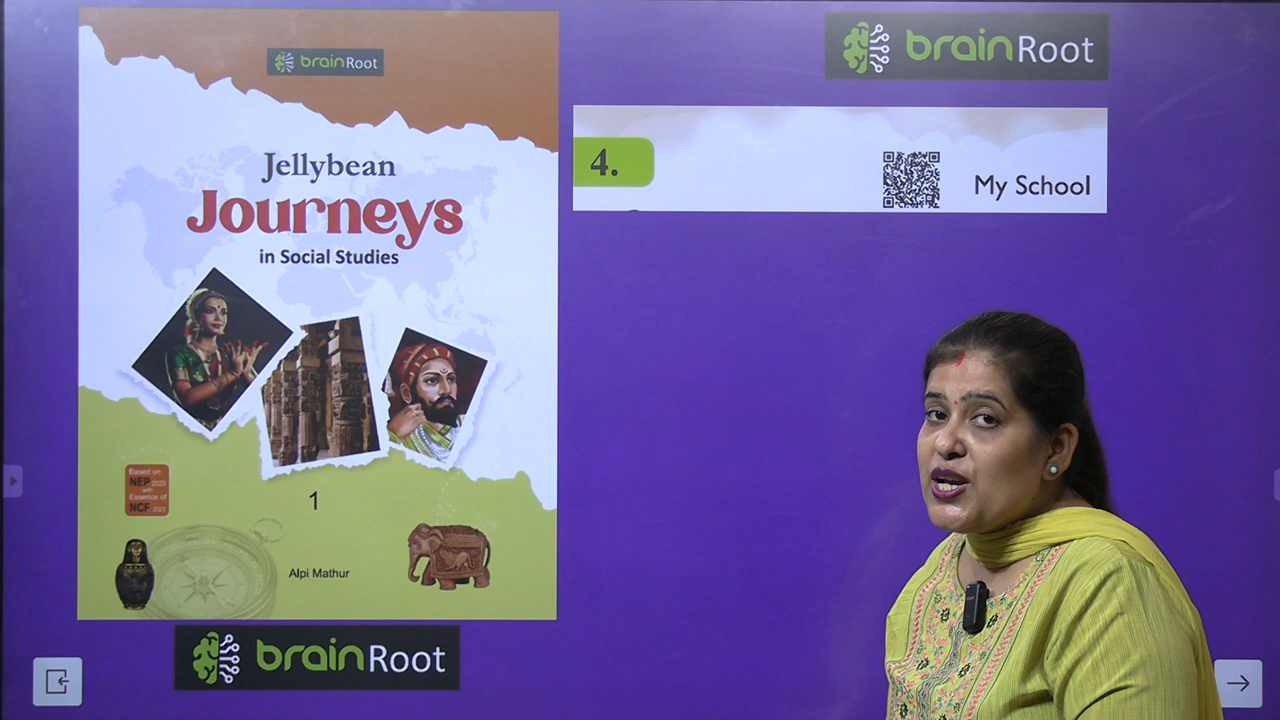 brainRoot
Jellybean
Journeys
in Social Studies
Based on
NEP 2020
with
Essence of
NCF 2023
1
Alpi Mathur
brainRoot
brainRoot
4.
My School